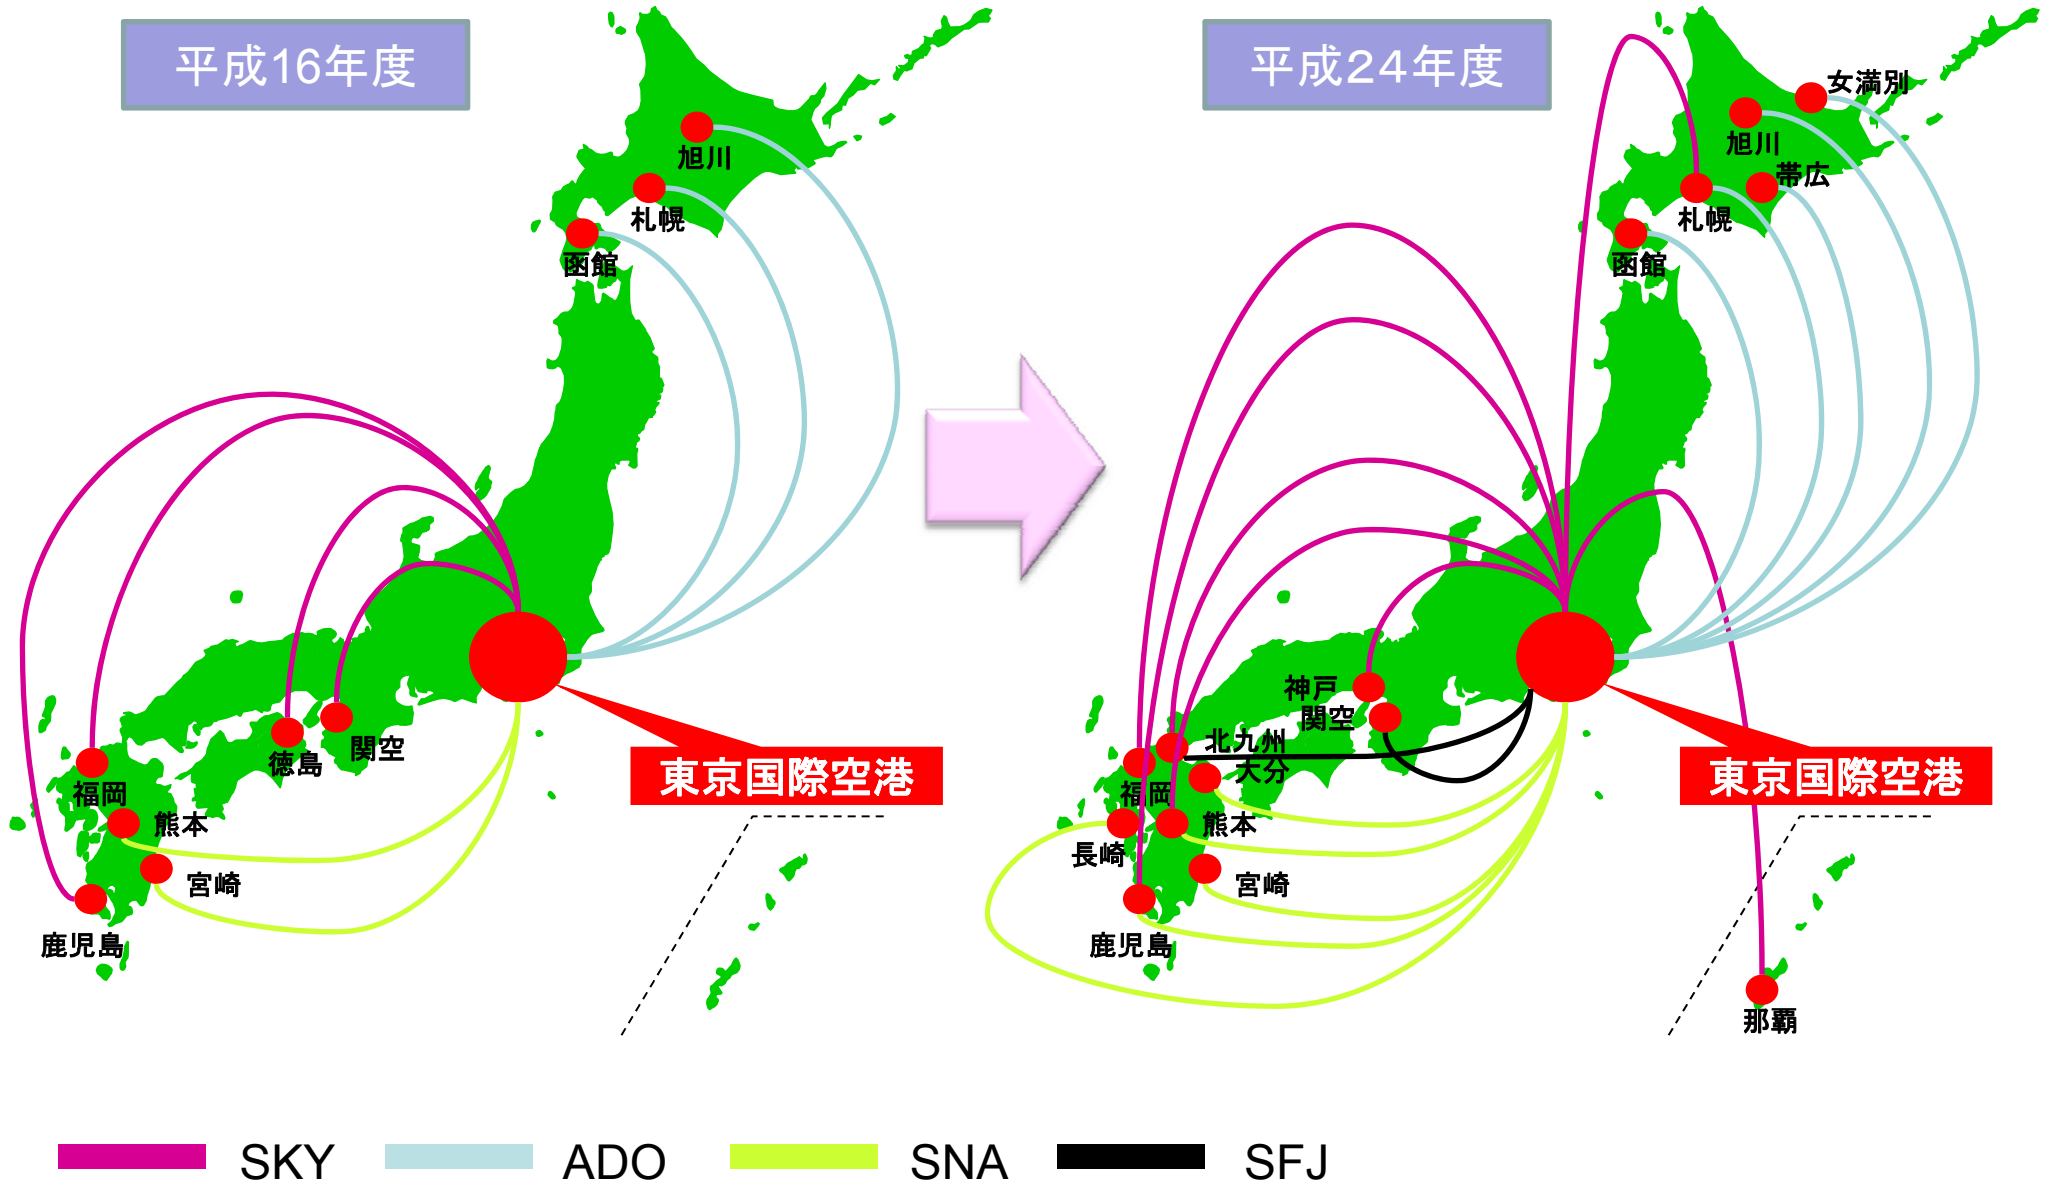 平成16年度
旭川
札幌
函館
福岡
徳島
関空
熊本
宮崎
鹿児島
東京国際空港
平成24年度
女満別
旭川
帯広
札幌
函館
神戸
関空
北九州
大分
福岡
熊本
長崎
宮崎
鹿児島
東京国際空港
那覇
SKY
ADO
SNA
SFJ